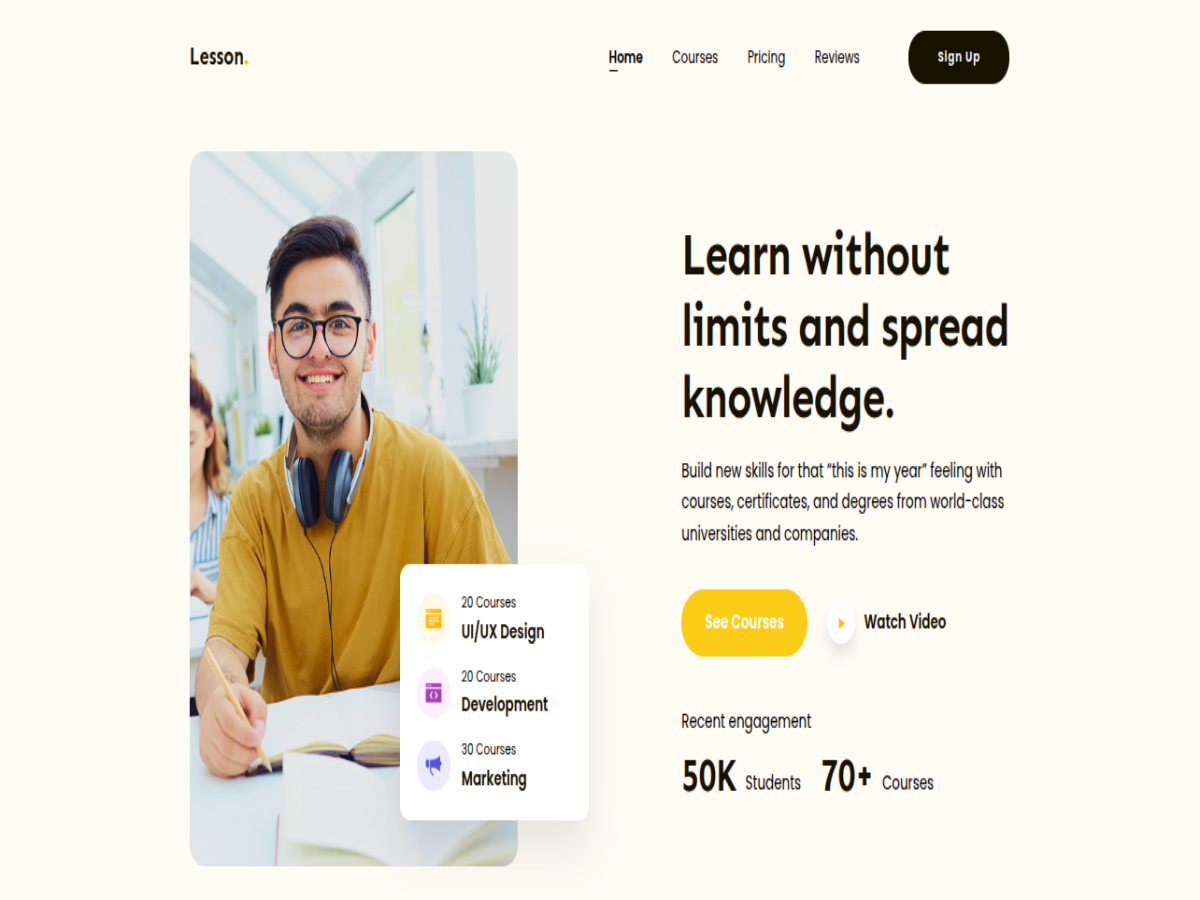 Lesson.
Home Courses Pricing Reviews Sign Up
Learn without
limits and spread
knowledge.
Build new skills for that “this is my year” feeling with
courses, certificates, and degrees from world-class
universities and companies.
See Courses Watch Video
Recent engagement
50K Students 70+ Courses
20 Courses
UI/UX Design
20 Courses
Development
30 Courses
Marketing